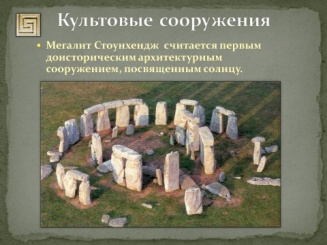 Культовые сооружения
Мегалит Стоунхендж считается первым
доисторическим архитектурным
сооружением, посвященным солнцу.